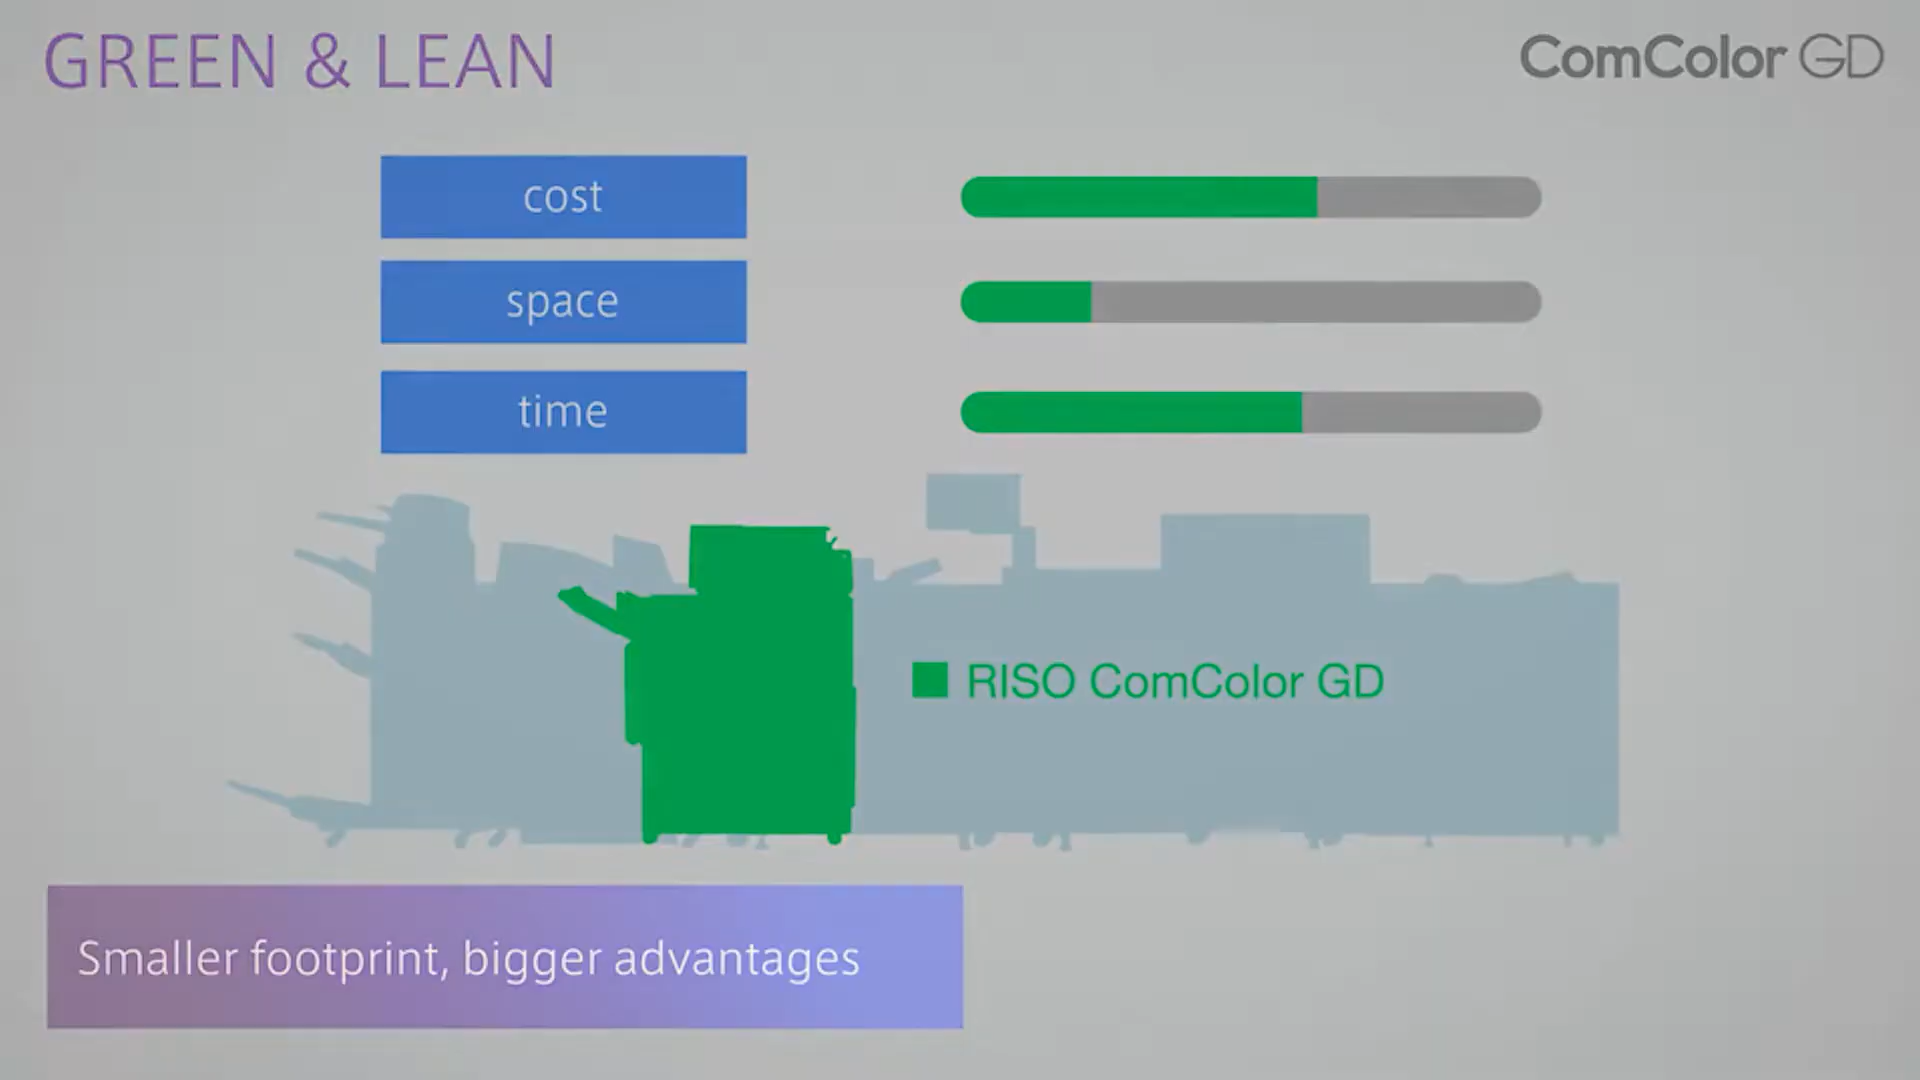 GREEN & LEAN
ComColor GD
cost
space
time
RISO ComColor GD
Smaller footprint, bigger advantages